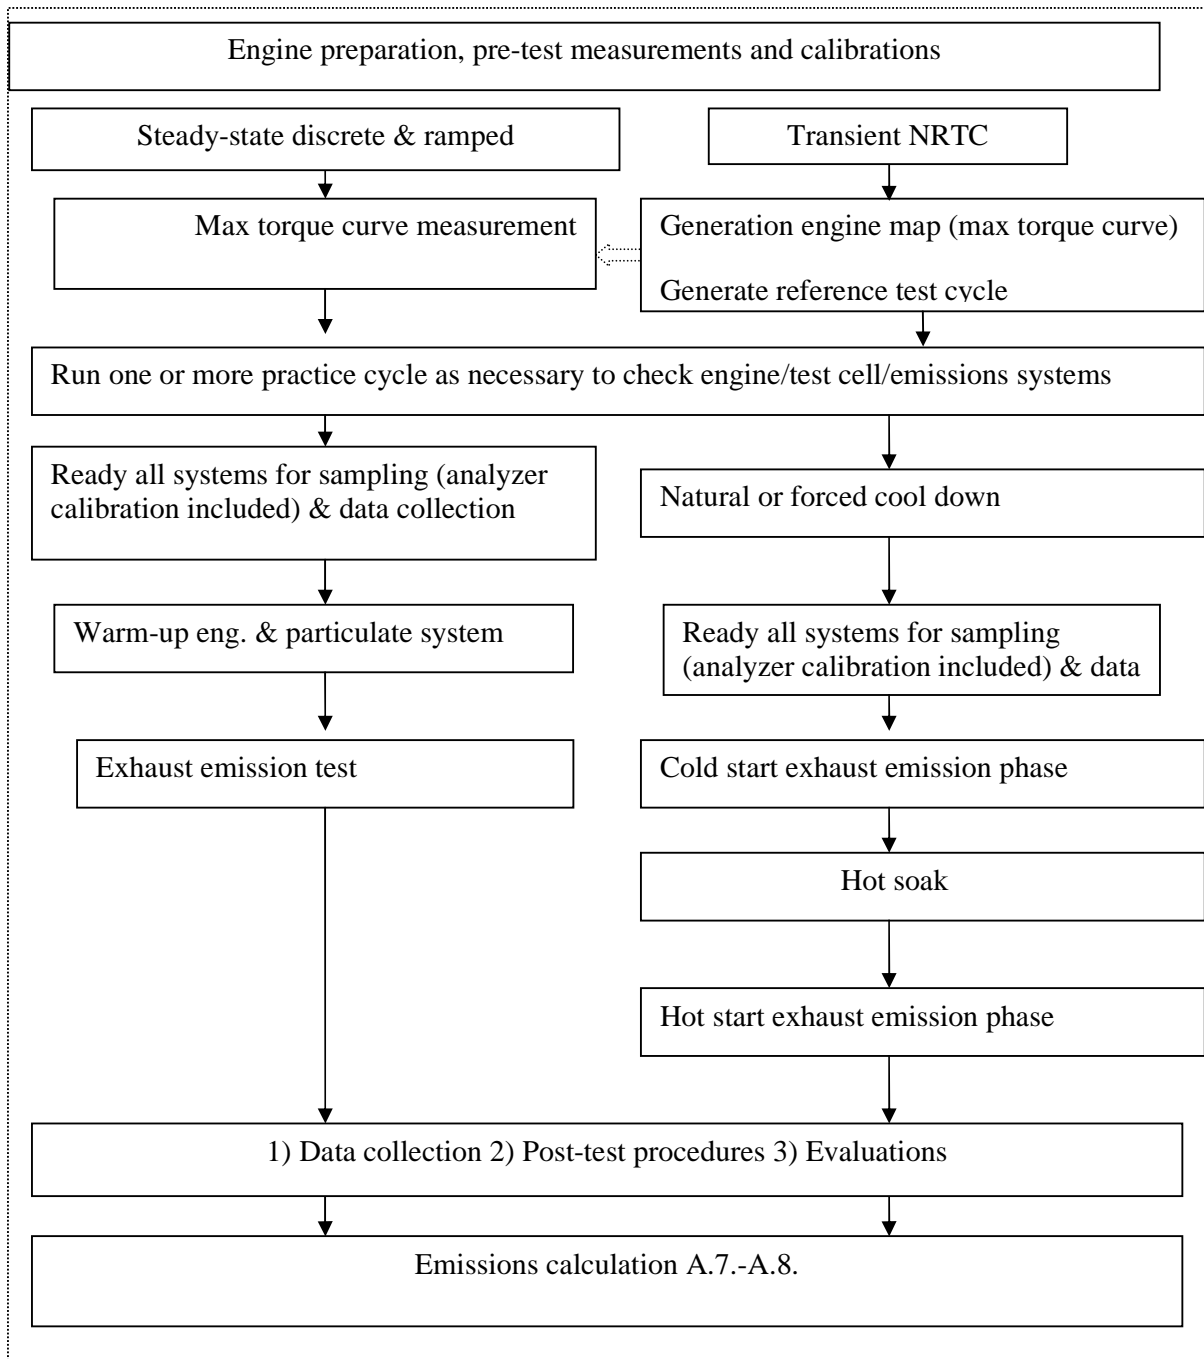 Engine preparation, pre-test measurements and calibrations
Steady-state discrete & ramped
Transient NRTC
Max torque curve measurement
Generation engine map (max torque curve)
Generate reference test cycle
Run one or more practice cycle as necessary to check engine/test cell/emissions systems
Ready all systems for sampling (analyzer
calibration included) & data collection
Natural or forced cool down
Warm-up eng. & particulate system
Ready all systems for sampling
(analyzer calibration included) & data
Exhaust emission test
Cold start exhaust emission phase
Hot soak
Hot start exhaust emission phase
1) Data collection 2) Post-test procedures 3) Evaluations
Emissions calculation A.7.-A.8.